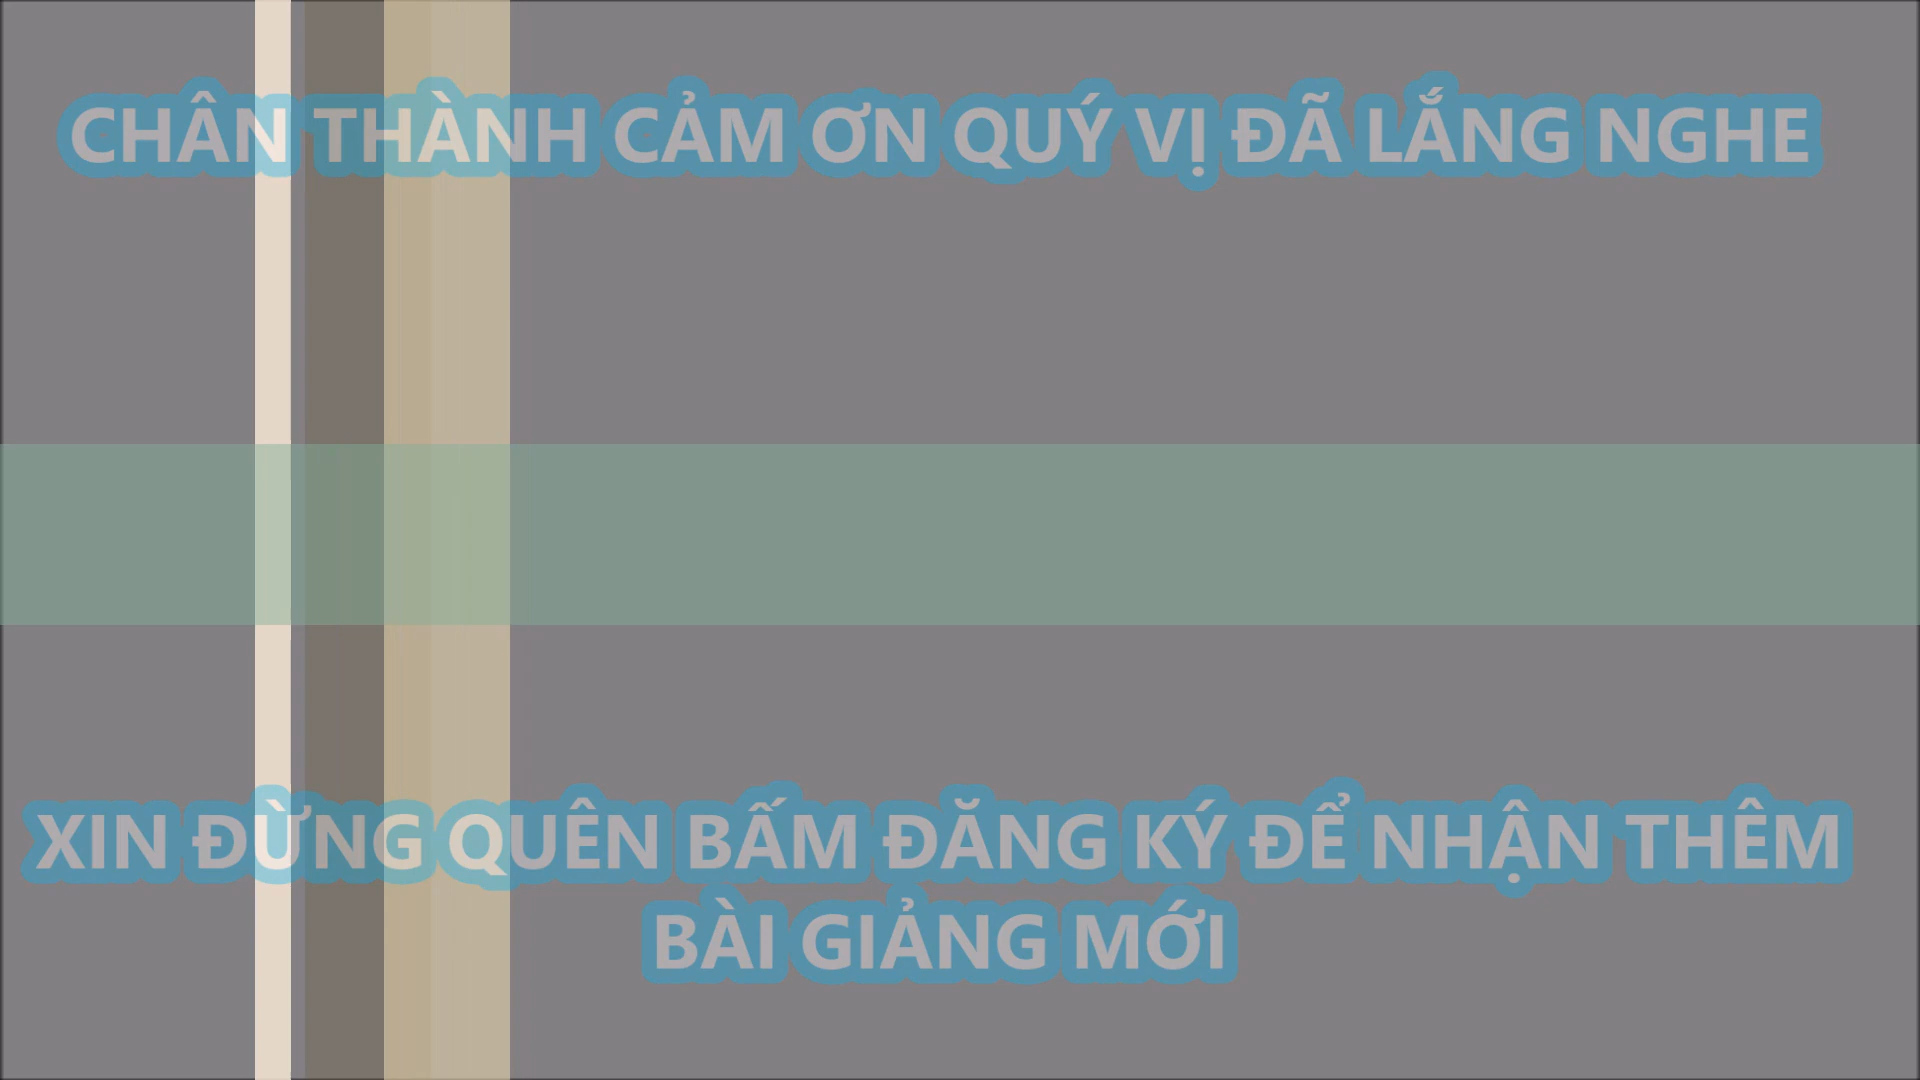 CHÂN THÀNH CẢM ƠN QUÝ VỊ ĐÃ LẮNG NGHE
XIN ĐỪNG QUÊN BẤM ĐĂNG KÝ ĐỂ NHẬN THÊM
BÀI GIẢNG MỚI